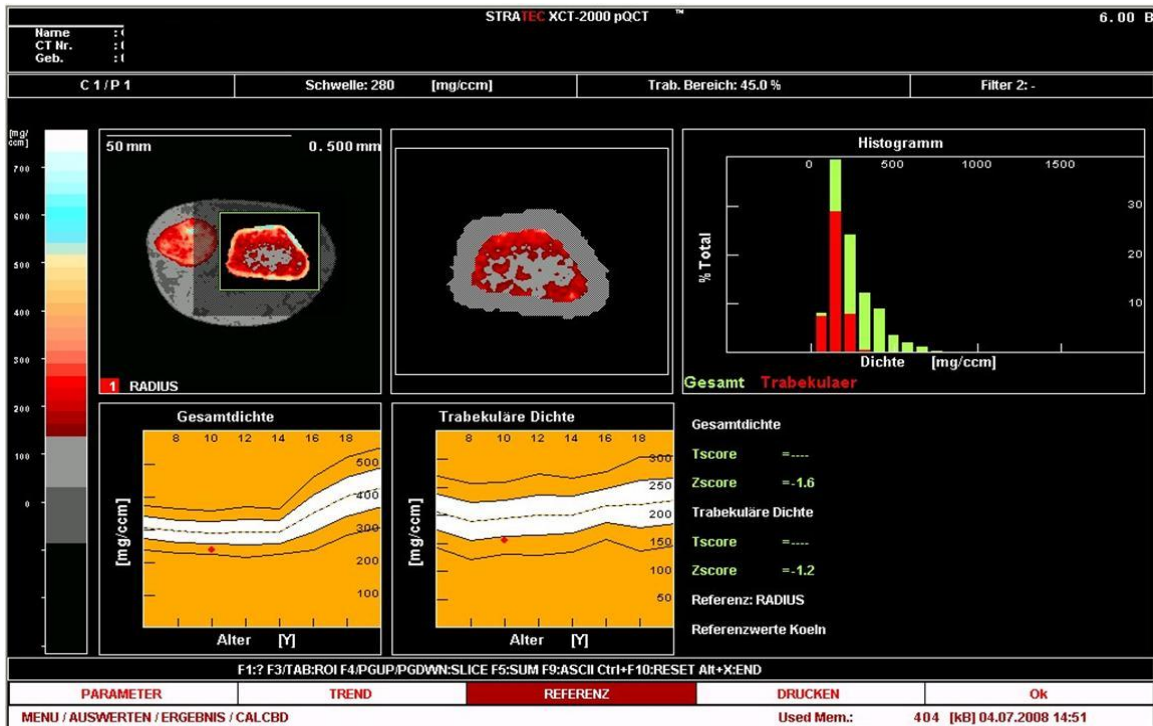 STRATEC XCT-2000 pQCT ™
6.00 B
Name :
CT Nr. :
Geb. :
C 1 / P 1
Schwelle: 280 [mg/ccm]
Trab. Bereich: 45.0 %
Filter 2: -
[mg/ccm]
700
600
500
400
300
200
100
0
50 mm
0.500 mm
1 RADIUS
Histogramm
0 500 1000 1500
% Total
30
20
10
Dichte [mg/ccm]
Gesamt Trabekulaer
Gesamtdichte
8 10 12 14 16 18
[mg/ccm]
500
400
300
200
100
Alter [Y]
Trabekuläre Dichte
8 10 12 14 16 18
[mg/ccm]
300
250
200
150
100
50
Alter [Y]
Gesamtdichte
Tscore =----
Zscore =-1.6
Trabekuläre Dichte
Tscore =----
Zscore =-1.2
Referenz: RADIUS
Referenzwerte Koeln
F1:? F3/TAB:ROI F4/PGUP/PGDWN:SLICE F5:SUM F9:ASCII Ctrl+F10:RESET Alt+X:END
PARAMETER
TREND
REFERENZ
DRUCKEN
Ok
MENU / AUSWERTEN / ERGEBNIS / CALCBD
Used Mem.: 404 [kB] 04.07.2008 14:51